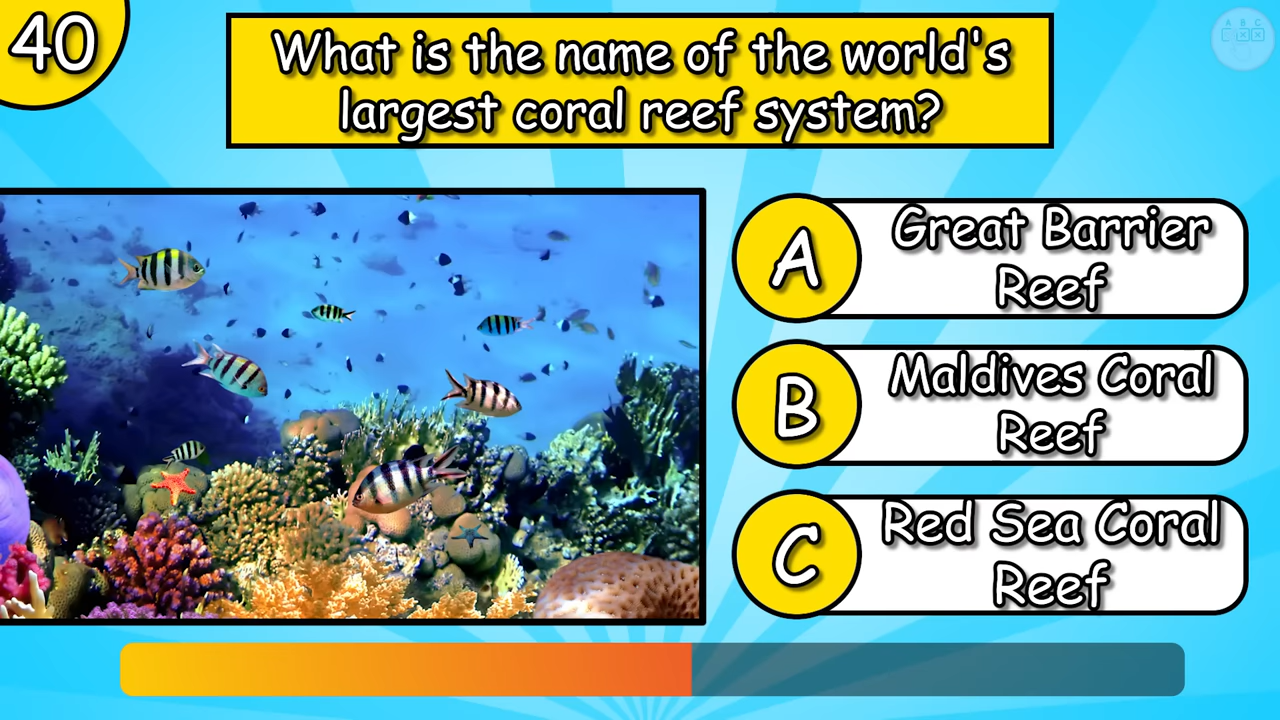 40
What is the name of the world's
largest coral reef system?
A
Great Barrier
Reef
B
Maldives Coral
Reef
C
Red Sea Coral
Reef